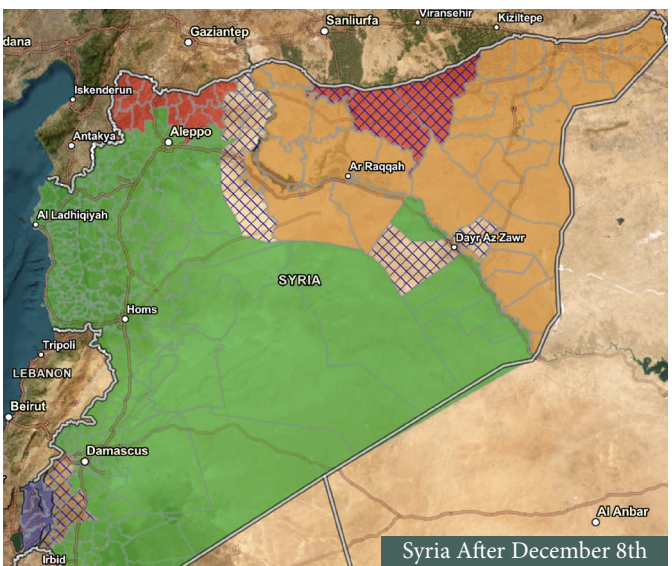 Viransehir
Gaziantep
Sanliurfa
Kiziltepe
dana
Iskenderun
Antakya
Aleppo
Ar Raqqah
Al Ladhiqiyah
Dayr Az Zawr
SYRIA
Homs
Tripoli
LEBANON
Beirut
Damascus
Al Anbar
Irbid
Syria After December 8th